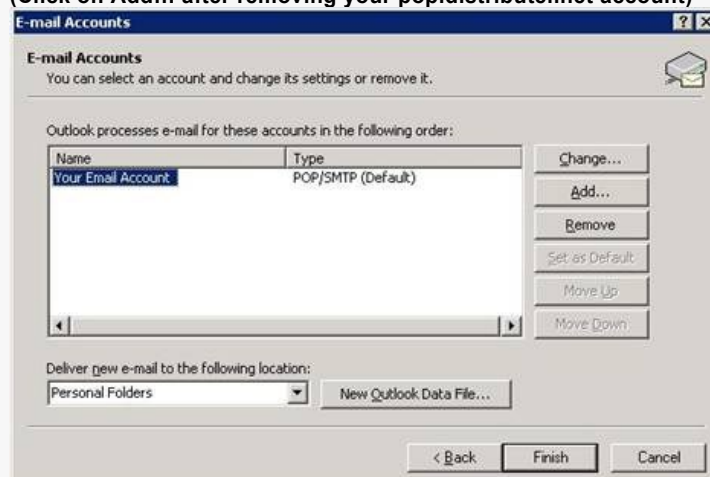 E-mail Accounts
E-mail Accounts
You can select an account and change its settings or remove it.
Outlook processes e-mail for these accounts in the following order:
Name Type
Your Email Account POP/SMTP (Default)
Change...
Add...
Remove
Set as Default
Move Up
Move Down
Deliver new e-mail to the following location:
Personal Folders New Outlook Data File...
< Back Finish Cancel